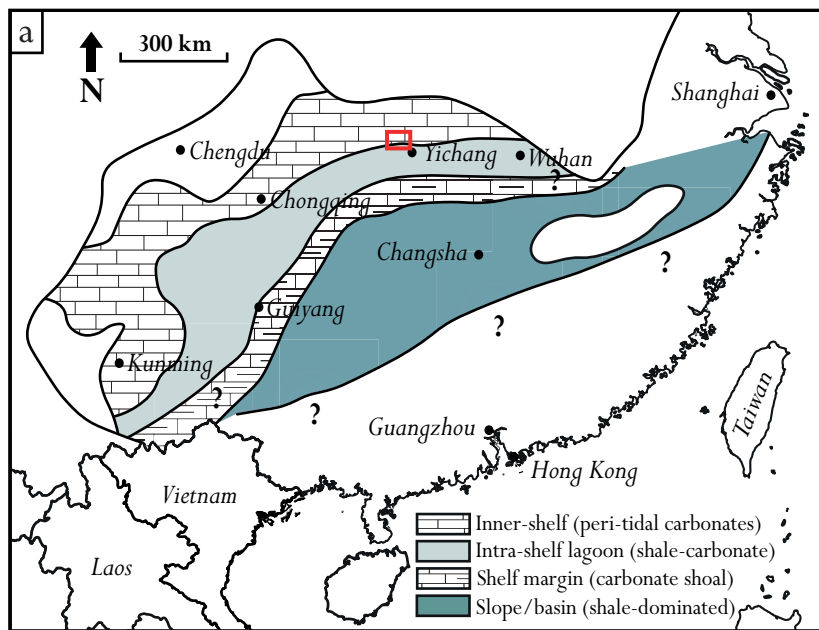 a
300 km
N
Shanghai
Chengdu
Yichang
Wuhan
?
Chongqing
Changsha
?
Guiyang
?
Kunming
?
?
Guangzhou
Taiwan
Hong Kong
Vietnam
Laos
Inner-shelf (peri-tidal carbonates)
Intra-shelf lagoon (shale-carbonate)
Shelf margin (carbonate shoal)
Slope/basin (shale-dominated)